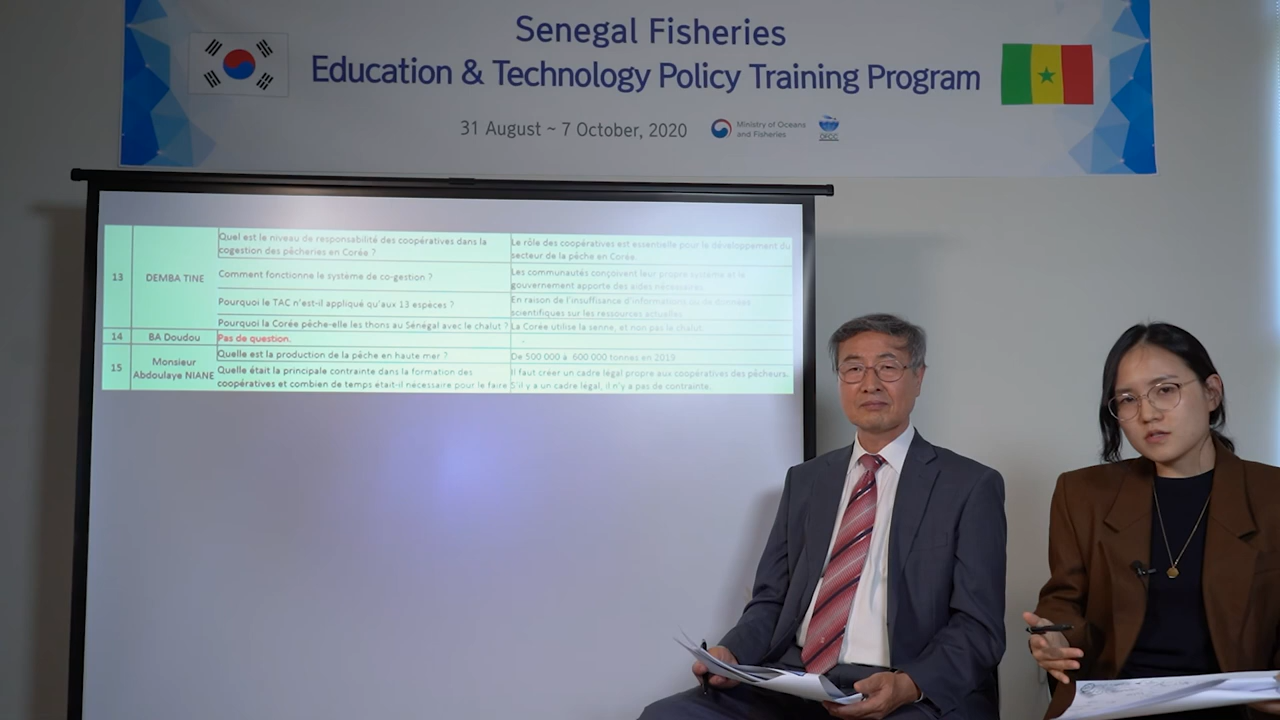 Senegal Fisheries
Education & Technology Policy Training Program
31 August ~ 7 October, 2020
Ministry of Oceans
and Fisheries
OFCC
13
DEMBA TINE
Quel est le niveau de responsabilité des coopératives dans la
cogestion des pêcheries en Corée ?
Le rôle des coopératives est essentielle pour le développement du
secteur de la pêche en Corée.
Comment fonctionne le système de co-gestion ?
Les communautés conçoivent leur propre système et le
gouvernement apporte des aides nécessaires.
Pourquoi le TAC n'est-il appliqué qu'aux 13 espèces ?
En raison de l'insuffisance d'informations ou de données
scientifiques sur les ressources actuelles
Pourquoi la Corée pêche-elle les thons au Sénégal avec le chalut ?
La Corée utilise la senne, et non pas le chalut.
14
BA Doudou
Pas de question.
-
15
Monsieur
Abdoulaye NIANE
Quelle est la production de la pêche en haute mer ?
De 500 000 à 600 000 tonnes en 2019
Quelle était la principale contrainte dans la formation des
coopératives et combien de temps était-il nécessaire pour le faire
Il faut créer un cadre légal propre aux coopératives des pêcheurs.
S'il y a un cadre légal, il n'y a pas de contrainte.